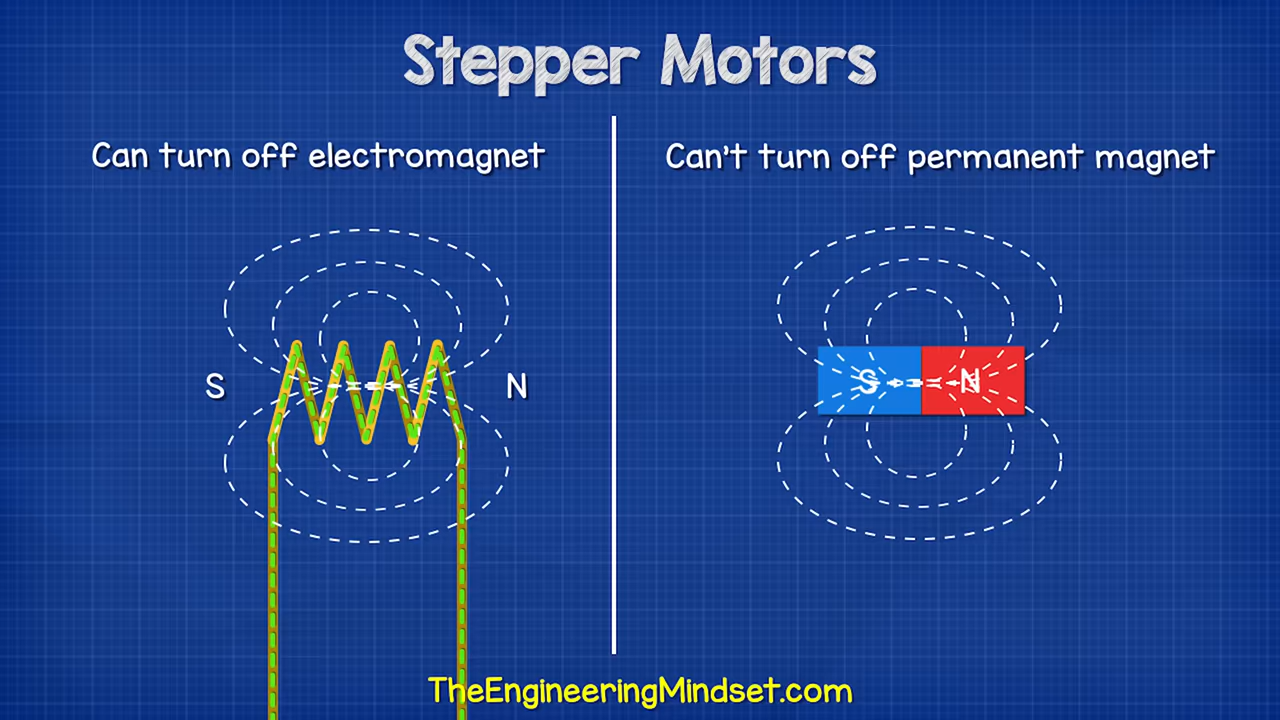 Stepper Motors
Can turn off electromagnet
Can't turn off permanent magnet
S
N
S
N
TheEngineeringMindset.com